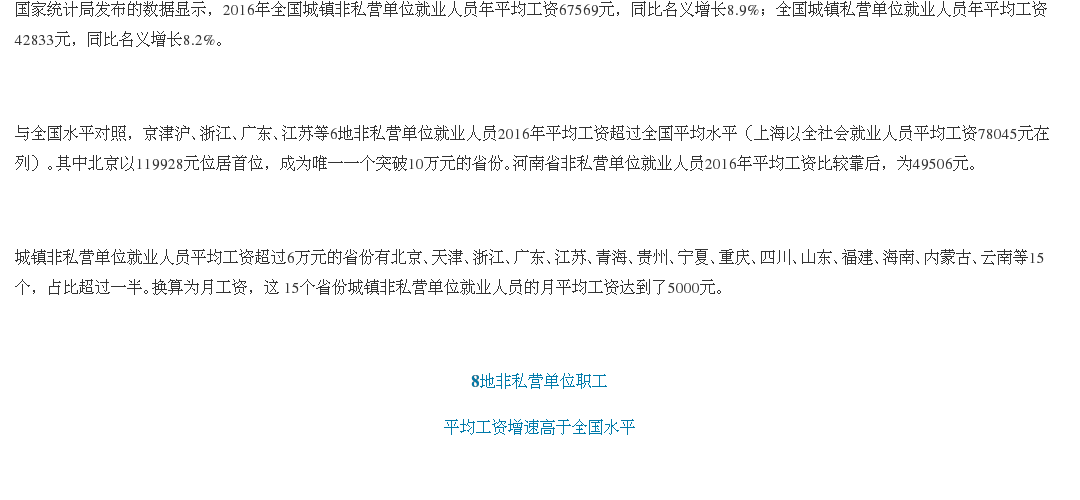 国家统计局发布的数据显示，2016年全国城镇非私营单位就业人员年平均工资67569元，同比名义增长8.9%；全国城镇私营单位就业人员年平均工资
42833元，同比名义增长8.2%。
与全国水平对照，京津沪、浙江、广东、江苏等6地非私营单位就业人员2016年平均工资超过全国平均水平（上海以全社会就业人员平均工资78045元在
列）。其中北京以119928元位居首位，成为唯一一个突破10万元的省份。河南省非私营单位就业人员2016年平均工资比较靠后，为49506元。
城镇非私营单位就业人员平均工资超过6万元的省份有北京、天津、浙江、广东、江苏、青海、贵州、宁夏、重庆、四川、山东、福建、海南、内蒙古、云南等15
个，占比超过一半。换算为月工资，这 15个省份城镇非私营单位就业人员的月平均工资达到了5000元。
8地非私营单位职工
平均工资增速高于全国水平